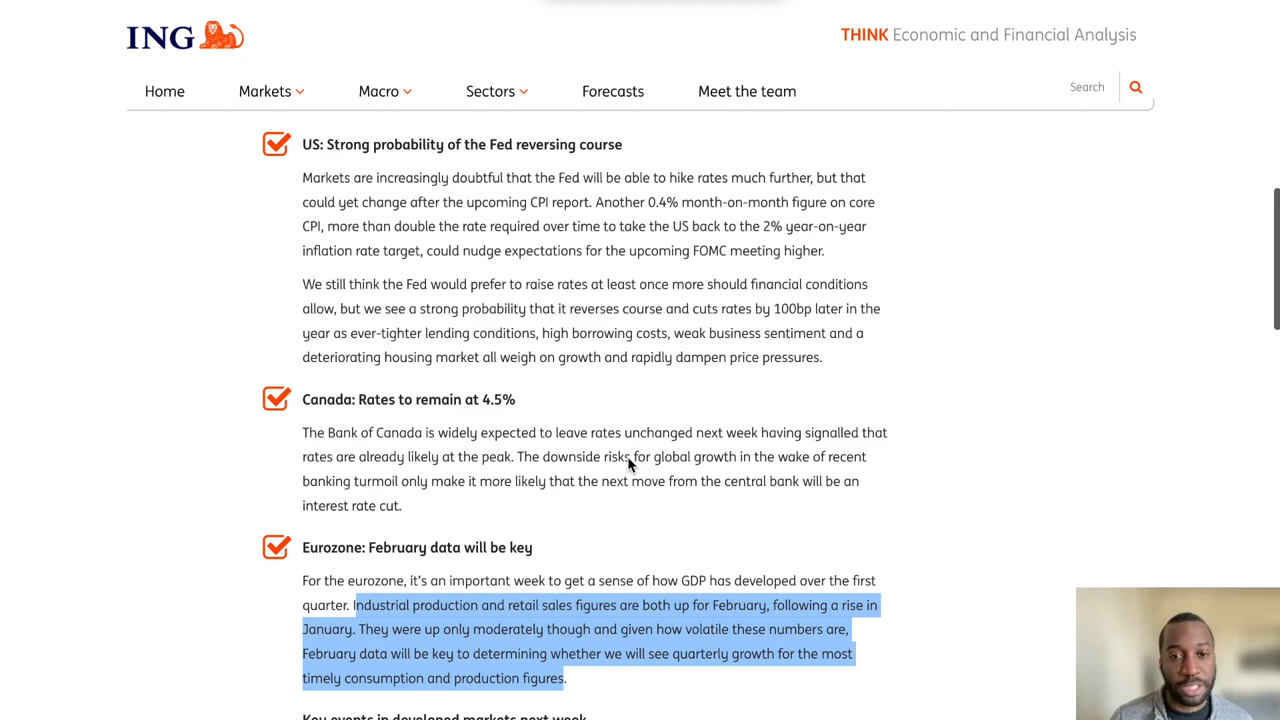 ING
THINK Economic and Financial Analysis
Home Markets Macro Sectors Forecasts Meet the team Search
US: Strong probability of the Fed reversing course
Markets are increasingly doubtful that the Fed will be able to hike rates much further, but that
could yet change after the upcoming CPI report. Another 0.4% month-on-month figure on core
CPI, more than double the rate required over time to take the US back to the 2% year-on-year
inflation rate target, could nudge expectations for the upcoming FOMC meeting higher.
We still think the Fed would prefer to raise rates at least once more should financial conditions
allow, but we see a strong probability that it reverses course and cuts rates by 100bp later in the
year as ever-tighter lending conditions, high borrowing costs, weak business sentiment and a
deteriorating housing market all weigh on growth and rapidly dampen price pressures.
Canada: Rates to remain at 4.5%
The Bank of Canada is widely expected to leave rates unchanged next week having signalled that
rates are already likely at the peak. The downside risks for global growth in the wake of recent
banking turmoil only make it more likely that the next move from the central bank will be an
interest rate cut.
Eurozone: February data will be key
For the eurozone, it's an important week to get a sense of how GDP has developed over the first
quarter. Industrial production and retail sales figures are both up for February, following a rise in
January. They were up only moderately though and given how volatile these numbers are,
February data will be key to determining whether we will see quarterly growth for the most
timely consumption and production figures.
Key events in developed markets next week